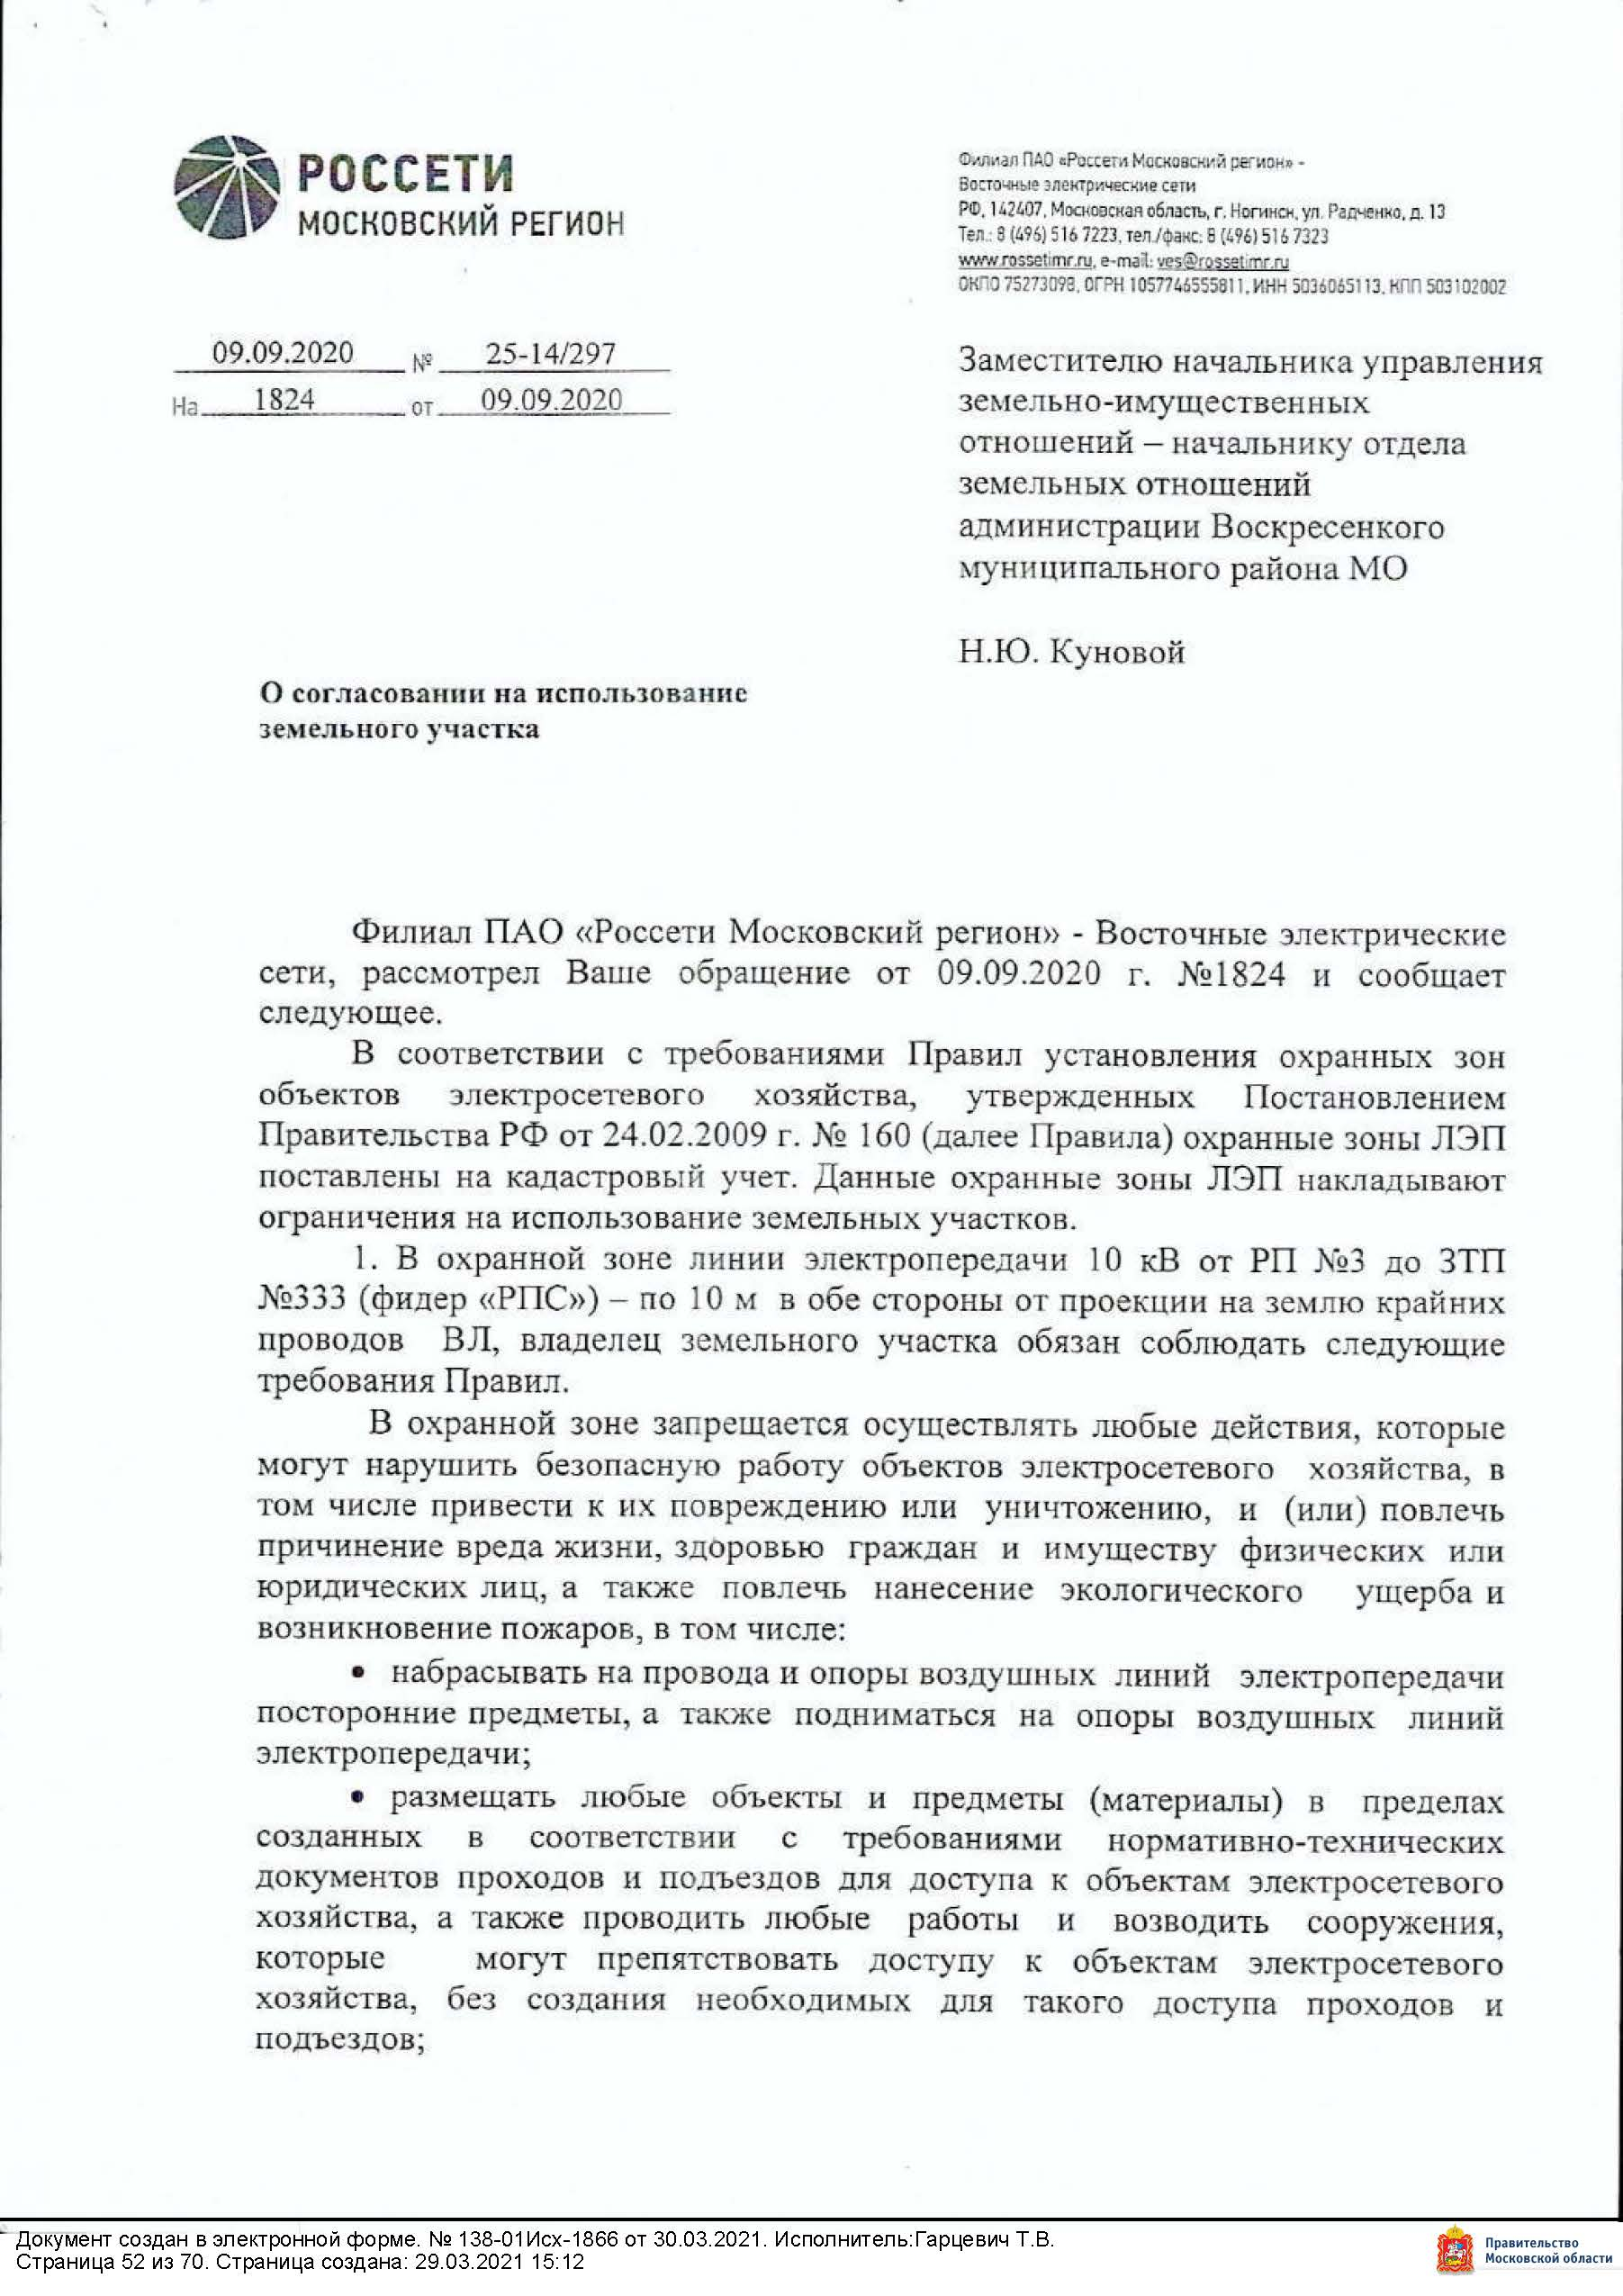 РОССЕТИ
МОСКОВСКИЙ РЕГИОН
Филиал ПАО «Россети Московский регион» -
Восточные электрические сети
РФ, 142407, Московская область, г. Ногинск, ул. Радченко, д. 13
Тел.: 8 (496) 516 7223, тел./факс: 8 (496) 516 7323
www.rossetimr.ru, e-mail: ves@rossetimr.ru
ОКПО 75273098, ОГРН 1057746555811, ИНН 5036065113, КПП 503102002
09.09.2020 № 25-14/297
На 1824 от 09.09.2020
Заместителю начальника управления
земельно-имущественных
отношений – начальнику отдела
земельных отношений
администрации Воскресенкого
муниципального района МО
Н.Ю. Куновой
О согласовании на использование
земельного участка
Филиал ПАО «Россети Московский регион» - Восточные электрические
сети, рассмотрел Ваше обращение от 09.09.2020 г. №1824 и сообщает
следующее.
В соответствии с требованиями Правил установления охранных зон
объектов электросетевого хозяйства, утвержденных Постановлением
Правительства РФ от 24.02.2009 г. № 160 (далее Правила) охранные зоны ЛЭП
поставлены на кадастровый учет. Данные охранные зоны ЛЭП накладывают
ограничения на использование земельных участков.
1. В охранной зоне линии электропередачи 10 кВ от РП №3 до ЗТП
№333 (фидер «РПС») – по 10 м в обе стороны от проекции на землю крайних
проводов ВЛ, владелец земельного участка обязан соблюдать следующие
требования Правил.
В охранной зоне запрещается осуществлять любые действия, которые
могут нарушить безопасную работу объектов электросетевого хозяйства, в
том числе привести к их повреждению или уничтожению, и (или) повлечь
причинение вреда жизни, здоровью граждан и имуществу физических или
юридических лиц, а также повлечь нанесение экологического ущерба и
возникновение пожаров, в том числе:
• набрасывать на провода и опоры воздушных линий электропередачи
посторонние предметы, а также подниматься на опоры воздушных линий
электропередачи;
• размещать любые объекты и предметы (материалы) в пределах
созданных в соответствии с требованиями нормативно-технических
документов проходов и подъездов для доступа к объектам электросетевого
хозяйства, а также проводить любые работы и возводить сооружения,
которые могут препятствовать доступу к объектам электросетевого
хозяйства, без создания необходимых для такого доступа проходов и
подъездов;
Документ создан в электронной форме. № 138-01Исх-1866 от 30.03.2021. Исполнитель:Гарцевич Т.В.
Страница 52 из 70. Страница создана: 29.03.2021 15:12
Правительство
Московской области